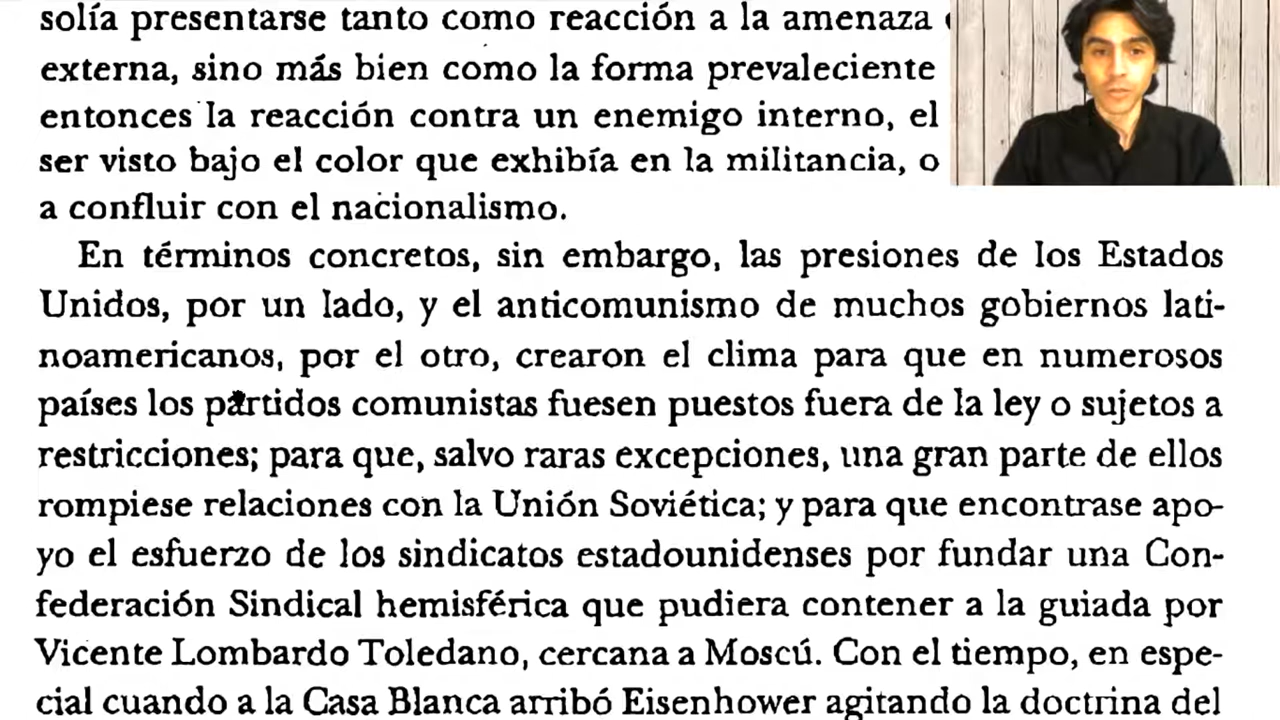 solía presentarse tanto como reacción a la amenaza
externa, sino más bien como la forma prevaleciente
entonces la reacción contra un enemigo interno, el
ser visto bajo el color que exhibía en la militancia, o
a confluir con el nacionalismo.
En términos concretos, sin embargo, las presiones de los Estados
Unidos, por un lado, y el anticomunismo de muchos gobiernos lati-
noamericanos, por el otro, crearon el clima para que en numerosos
países los partidos comunistas fuesen puestos fuera de la ley o sujetos a
restricciones; para que, salvo raras excepciones, una gran parte de ellos
rompiese relaciones con la Unión Soviética; y para que encontrase apo-
yo el esfuerzo de los sindicatos estadounidenses por fundar una Con-
federación Sindical hemisférica que pudiera contener a la guiada por
Vicente Lombardo Toledano, cercana a Moscú. Con el tiempo, en espe-
cial cuando a la Casa Blanca arribó Eisenhower agitando la doctrina del